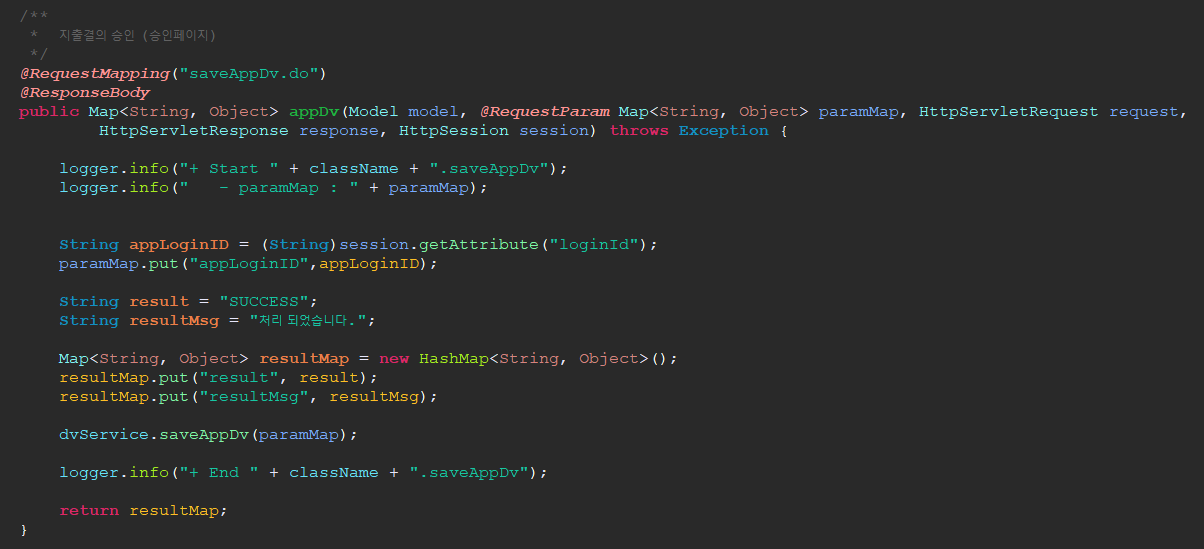 /**
 *  지출결의 승인 (승인페이지)
 */
@RequestMapping("saveAppDv.do")
@ResponseBody
public Map<String, Object> appDv(Model model, @RequestParam Map<String, Object> paramMap, HttpServletRequest request,
        HttpServletResponse response, HttpSession session) throws Exception {
    logger.info("+ Start " + className + ".saveAppDv");
    logger.info("   - paramMap : " + paramMap);
    String appLoginID = (String)session.getAttribute("loginId");
    paramMap.put("appLoginID",appLoginID);
    String result = "SUCCESS";
    String resultMsg = "처리 되었습니다.";
    Map<String, Object> resultMap = new HashMap<String, Object>();
    resultMap.put("result", result);
    resultMap.put("resultMsg", resultMsg);
    dvService.saveAppDv(paramMap);
    logger.info("+ End " + className + ".saveAppDv");
    return resultMap;
}